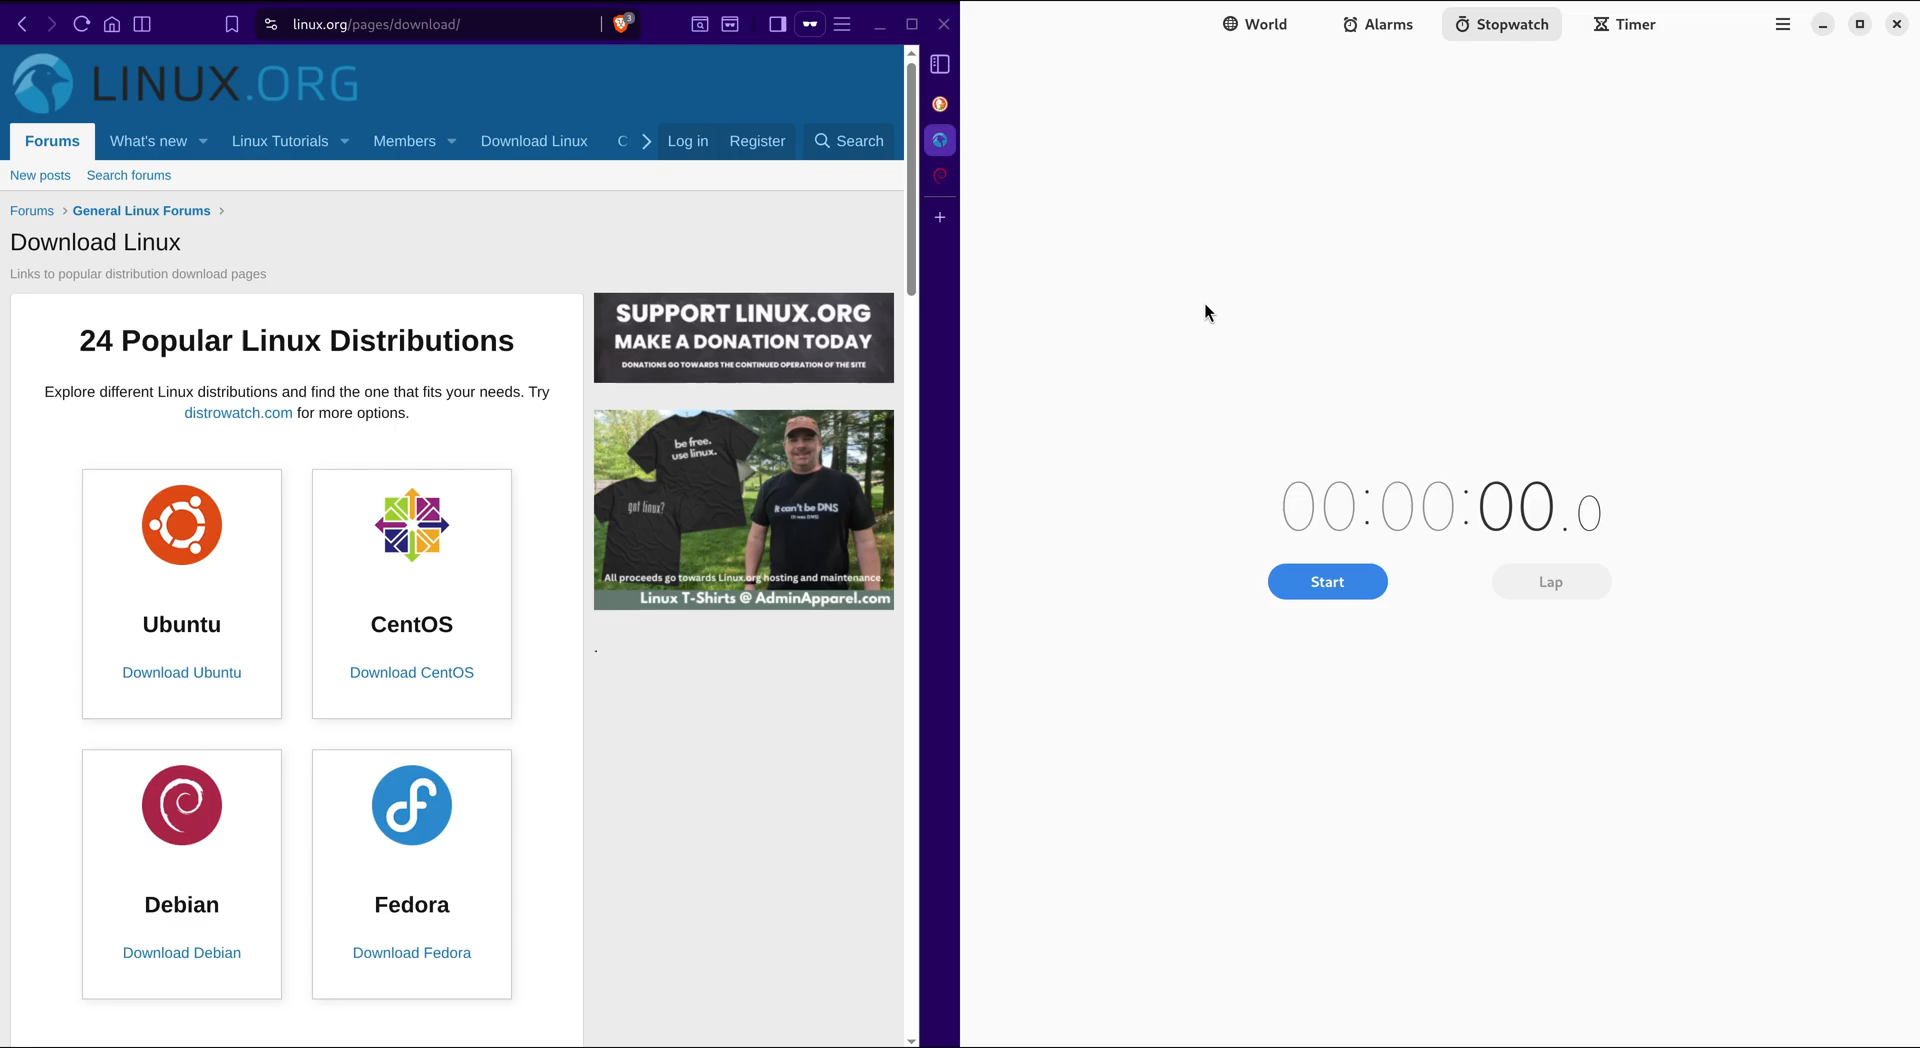 linux.org/pages/download/
3
LINUX.ORG
Forums
What's new
Linux Tutorials
Members
Download Linux
C
Log in
Register
Search
New posts
Search forums
Forums
General Linux Forums
Download Linux
Links to popular distribution download pages
24 Popular Linux Distributions
Explore different Linux distributions and find the one that fits your needs. Try
distrowatch.com for more options.
Ubuntu
Download Ubuntu
CentOS
Download CentOS
Debian
Download Debian
Fedora
Download Fedora
SUPPORT LINUX.ORG
MAKE A DONATION TODAY
DONATIONS GO TOWARDS THE CONTINUED OPERATION OF THE SITE
be free.
use linux.
got linux?
It can't be DNS
(It was DNS)
All proceeds go towards Linux.org hosting and maintenance.
Linux T-Shirts @ AdminApparel.com
.
World
Alarms
Stopwatch
Timer
00:00:00.0
Start
Lap